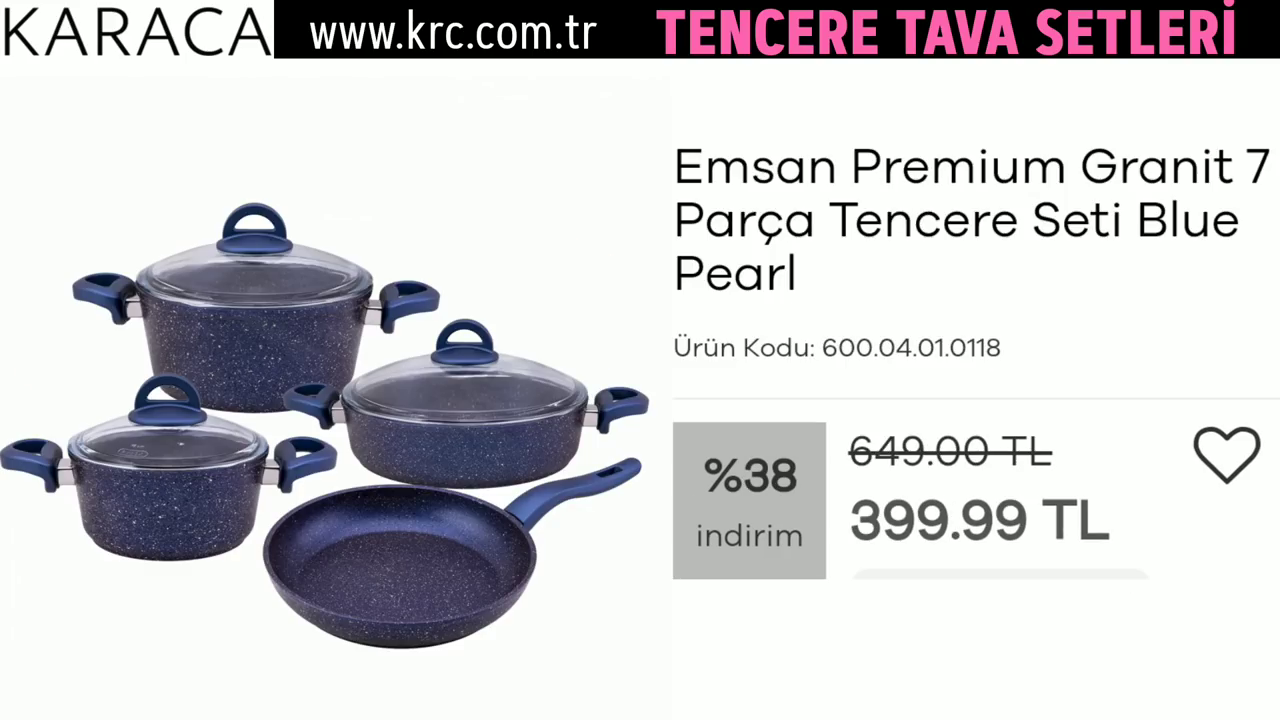 KARACA
www.krc.com.tr
TENCERE TAVA SETLERİ
Emsan Premium Granit 7
Parça Tencere Seti Blue
Pearl
Ürün Kodu: 600.04.01.0118
%38
indirim
649.00 TL
399.99 TL